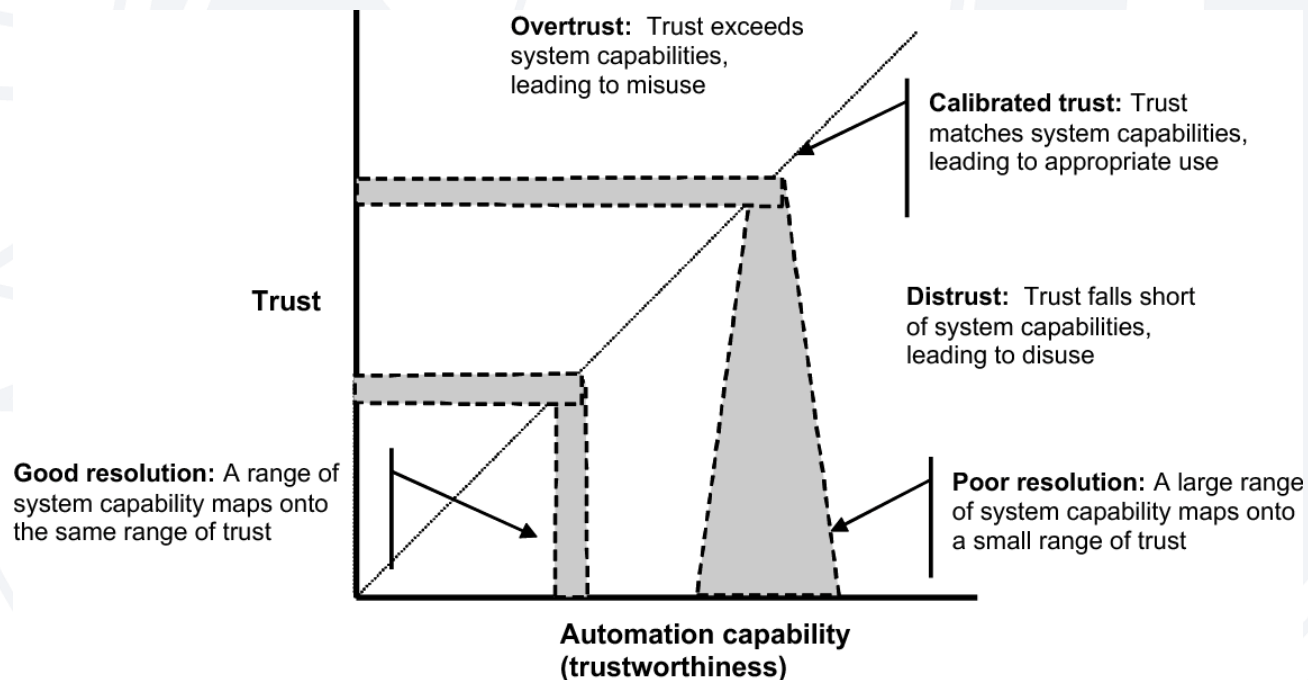 Overtrust: Trust exceeds
system capabilities,
leading to misuse
Calibrated trust: Trust
matches system capabilities,
leading to appropriate use
Trust
Distrust: Trust falls short
of system capabilities,
leading to disuse
Good resolution: A range of
system capability maps onto
the same range of trust
Poor resolution: A large range
of system capability maps onto
a small range of trust
Automation capability
(trustworthiness)